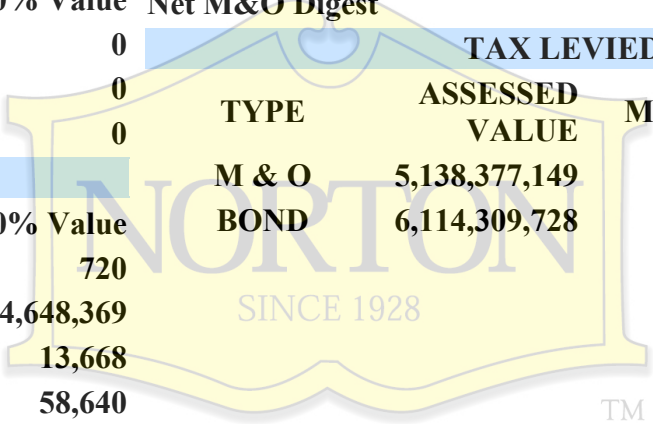 0% Value
0
0
0
0% Value
720
4,648,369
13,668
58,640
Net M&O Digest
TAX LEVIED
TYPE ASSESSED VALUE M
M & O 5,138,377,149
BOND 6,114,309,728
NORTON
SINCE 1928
TM